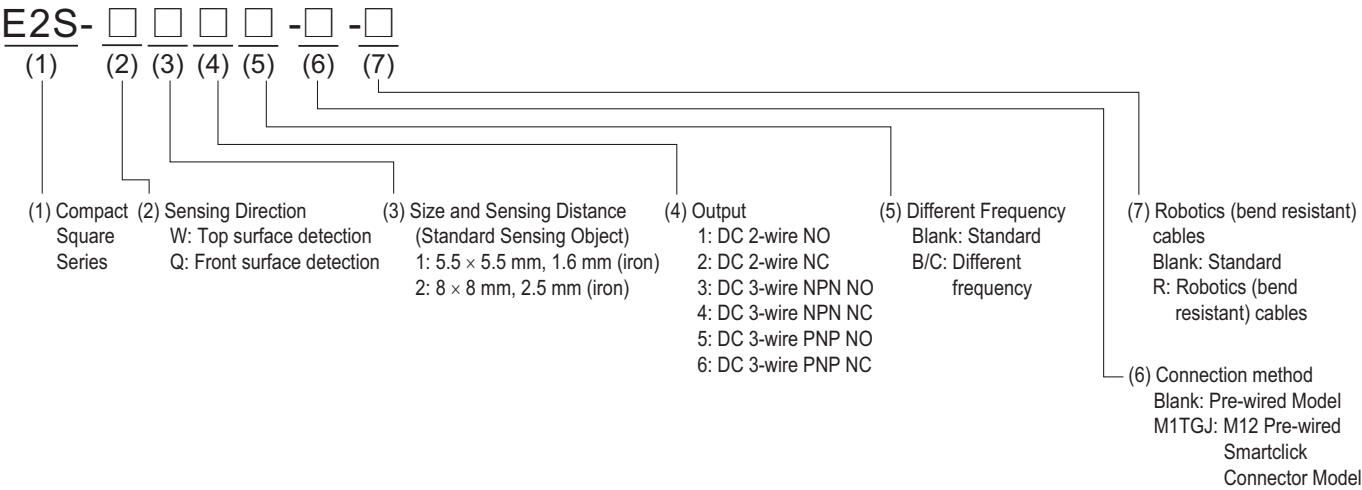 E2S- □ □ □ □ -□ -□
(1) (2) (3) (4) (5) (6) (7)
(1) Compact
Square
Series
(2) Sensing Direction
W: Top surface detection
Q: Front surface detection
(3) Size and Sensing Distance
(Standard Sensing Object)
1: 5.5 × 5.5 mm, 1.6 mm (iron)
2: 8 × 8 mm, 2.5 mm (iron)
(4) Output
1: DC 2-wire NO
2: DC 2-wire NC
3: DC 3-wire NPN NO
4: DC 3-wire NPN NC
5: DC 3-wire PNP NO
6: DC 3-wire PNP NC
(5) Different Frequency
Blank: Standard
B/C: Different
frequency
(7) Robotics (bend resistant)
cables
Blank: Standard
R: Robotics (bend
resistant) cables
(6) Connection method
Blank: Pre-wired Model
M1TGJ: M12 Pre-wired
Smartclick
Connector Model